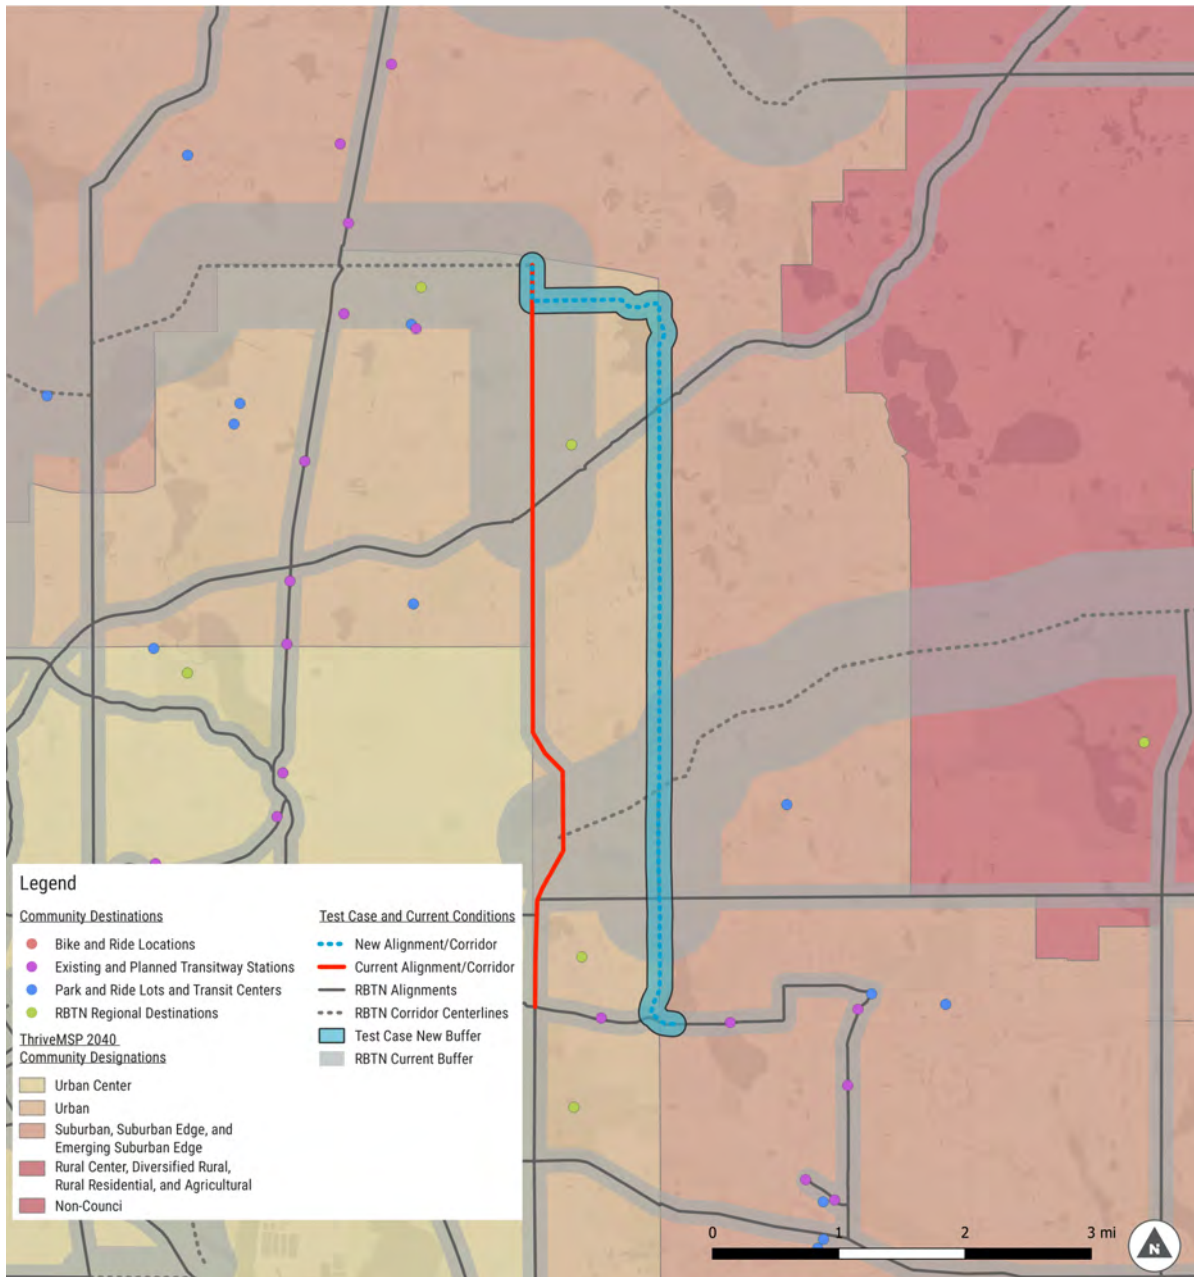 Legend
Community Destinations
Bike and Ride Locations
Existing and Planned Transitway Stations
Park and Ride Lots and Transit Centers
RBTN Regional Destinations
ThriveMSP 2040
Community Designations
Urban Center
Urban
Suburban, Suburban Edge, and
Emerging Suburban Edge
Rural Center, Diversified Rural,
Rural Residential, and Agricultural
Non-Counci
Test Case and Current Conditions
New Alignment/Corridor
Current Alignment/Corridor
RBTN Alignments
RBTN Corridor Centerlines
Test Case New Buffer
RBTN Current Buffer
0 1 2 3 mi
N